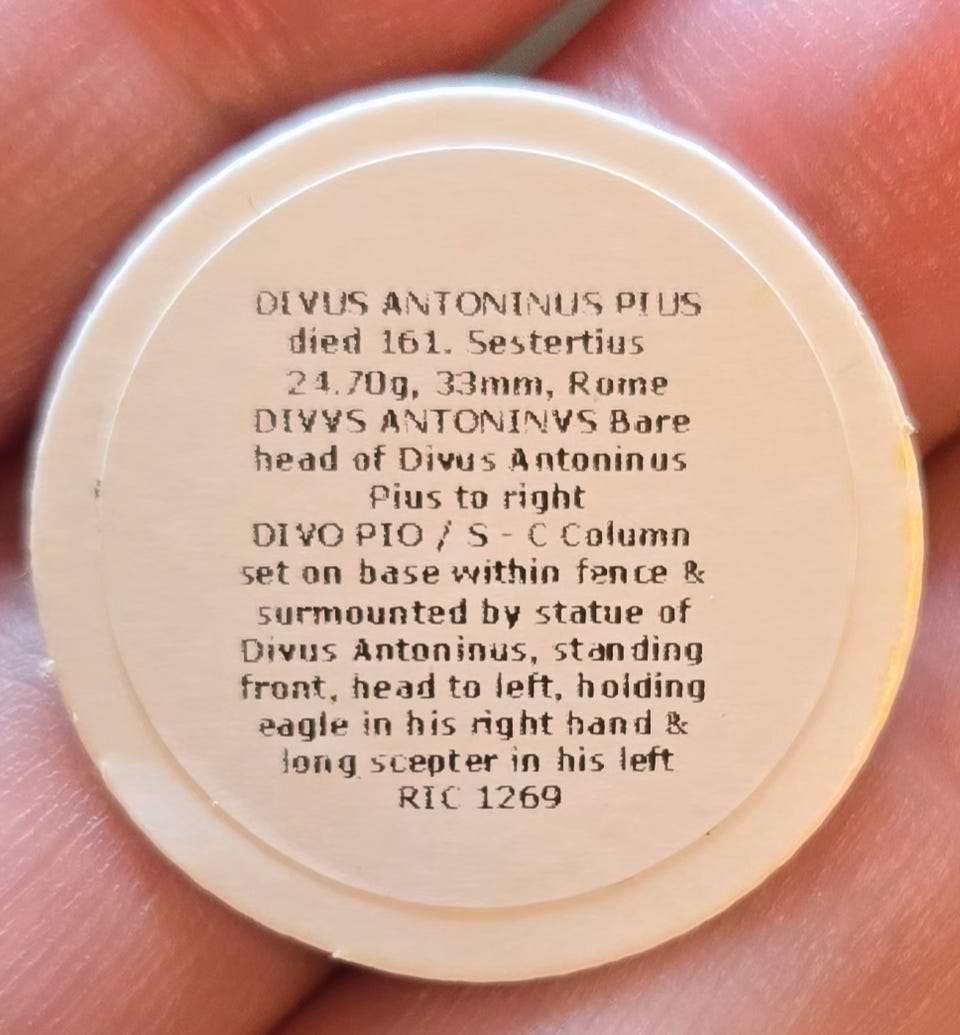 DIVUS ANTONINUS PIUS
died 161. Sestertius
24.70g, 33mm, Rome
DIVVS ANTONINVS Bare
head of Divus Antoninus
Pius to right
DIVO PIO / S - C Column
set on base within fence &
surmounted by statue of
Divus Antoninus, standing
front, head to left, holding
eagle in his right hand &
long scepter in his left
RIC 1269